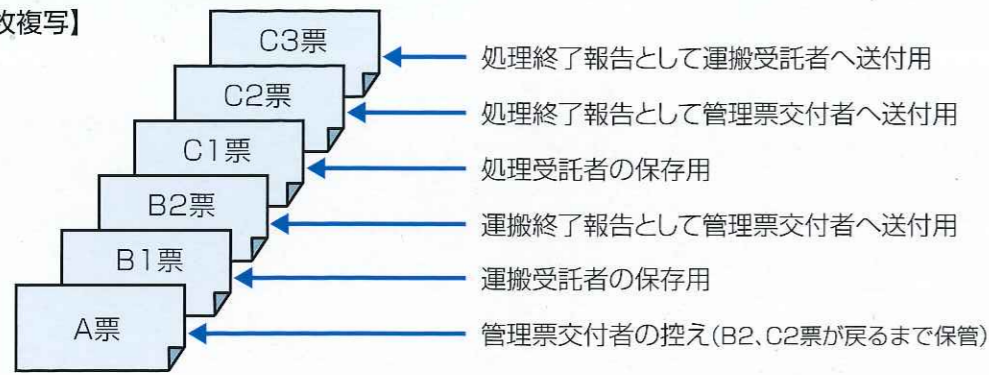 枚複写】
C3票
処理終了報告として運搬受託者へ送付用
C2票
処理終了報告として管理票交付者へ送付用
C1票
処理受託者の保存用
B2票
運搬終了報告として管理票交付者へ送付用
B1票
運搬受託者の保存用
A票
管理票交付者の控え(B2、C2票が戻るまで保管)